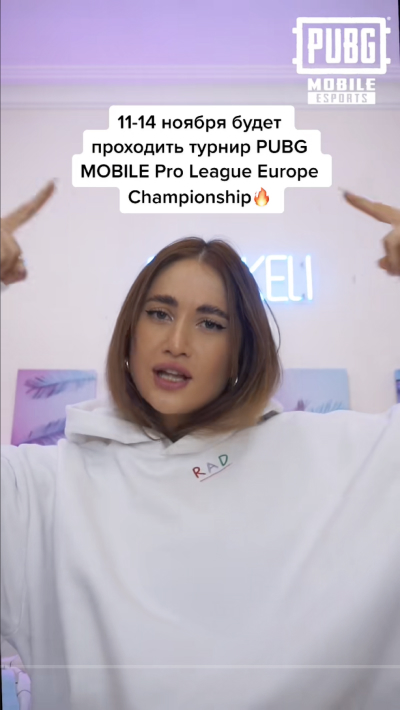 PUBG
MOBILE
ESPORTS
11-14 ноября будет
проходить турнир PUBG
MOBILE Pro League Europe
Championship🔥
KELI
RAD